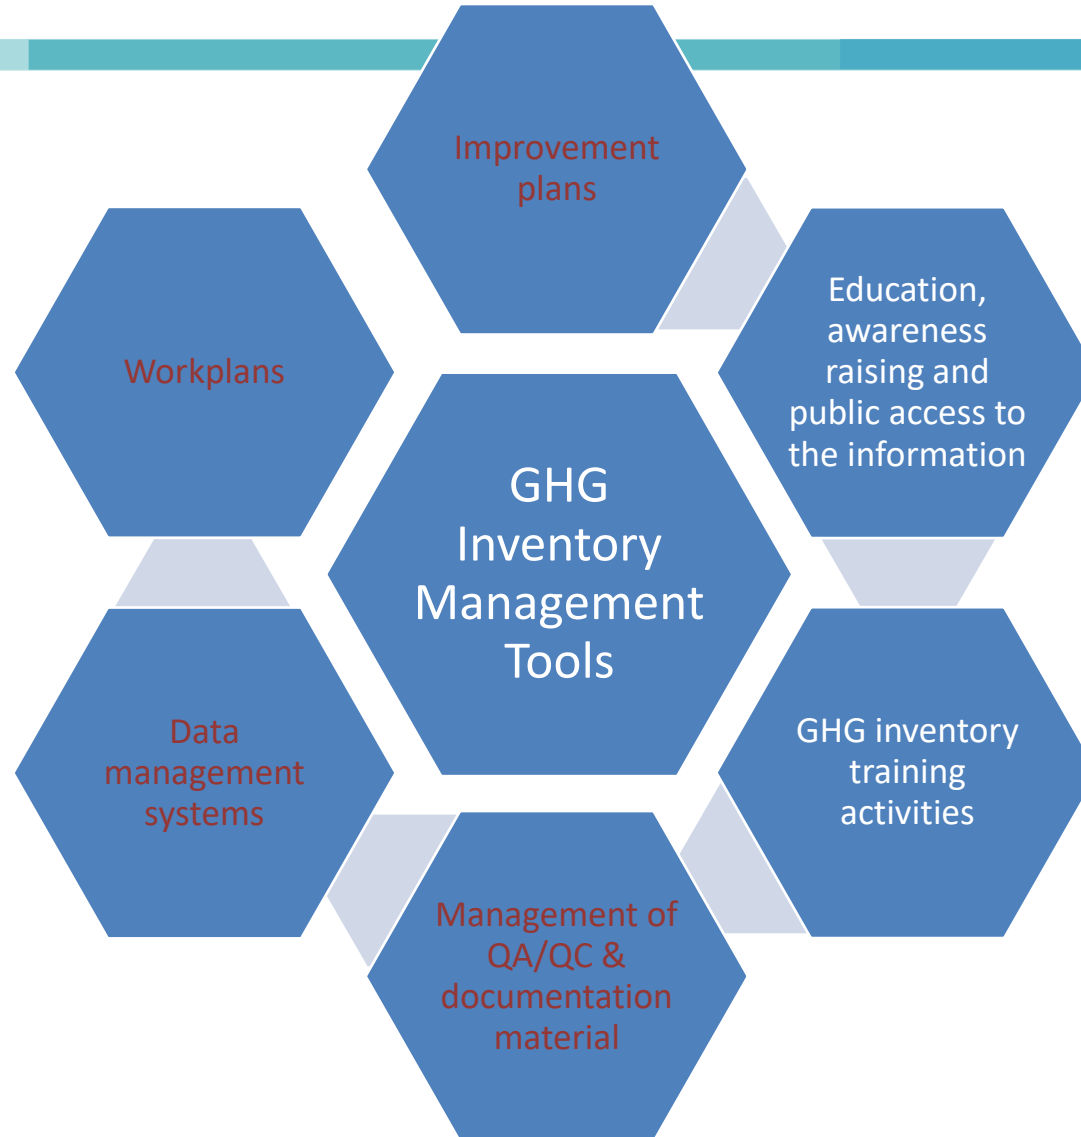 Improvement
plans
Education,
awareness
raising and
public access to
the information
GHG inventory
training
activities
Management of
QA/QC &
documentation
material
Data
management
systems
Workplans
GHG
Inventory
Management
Tools